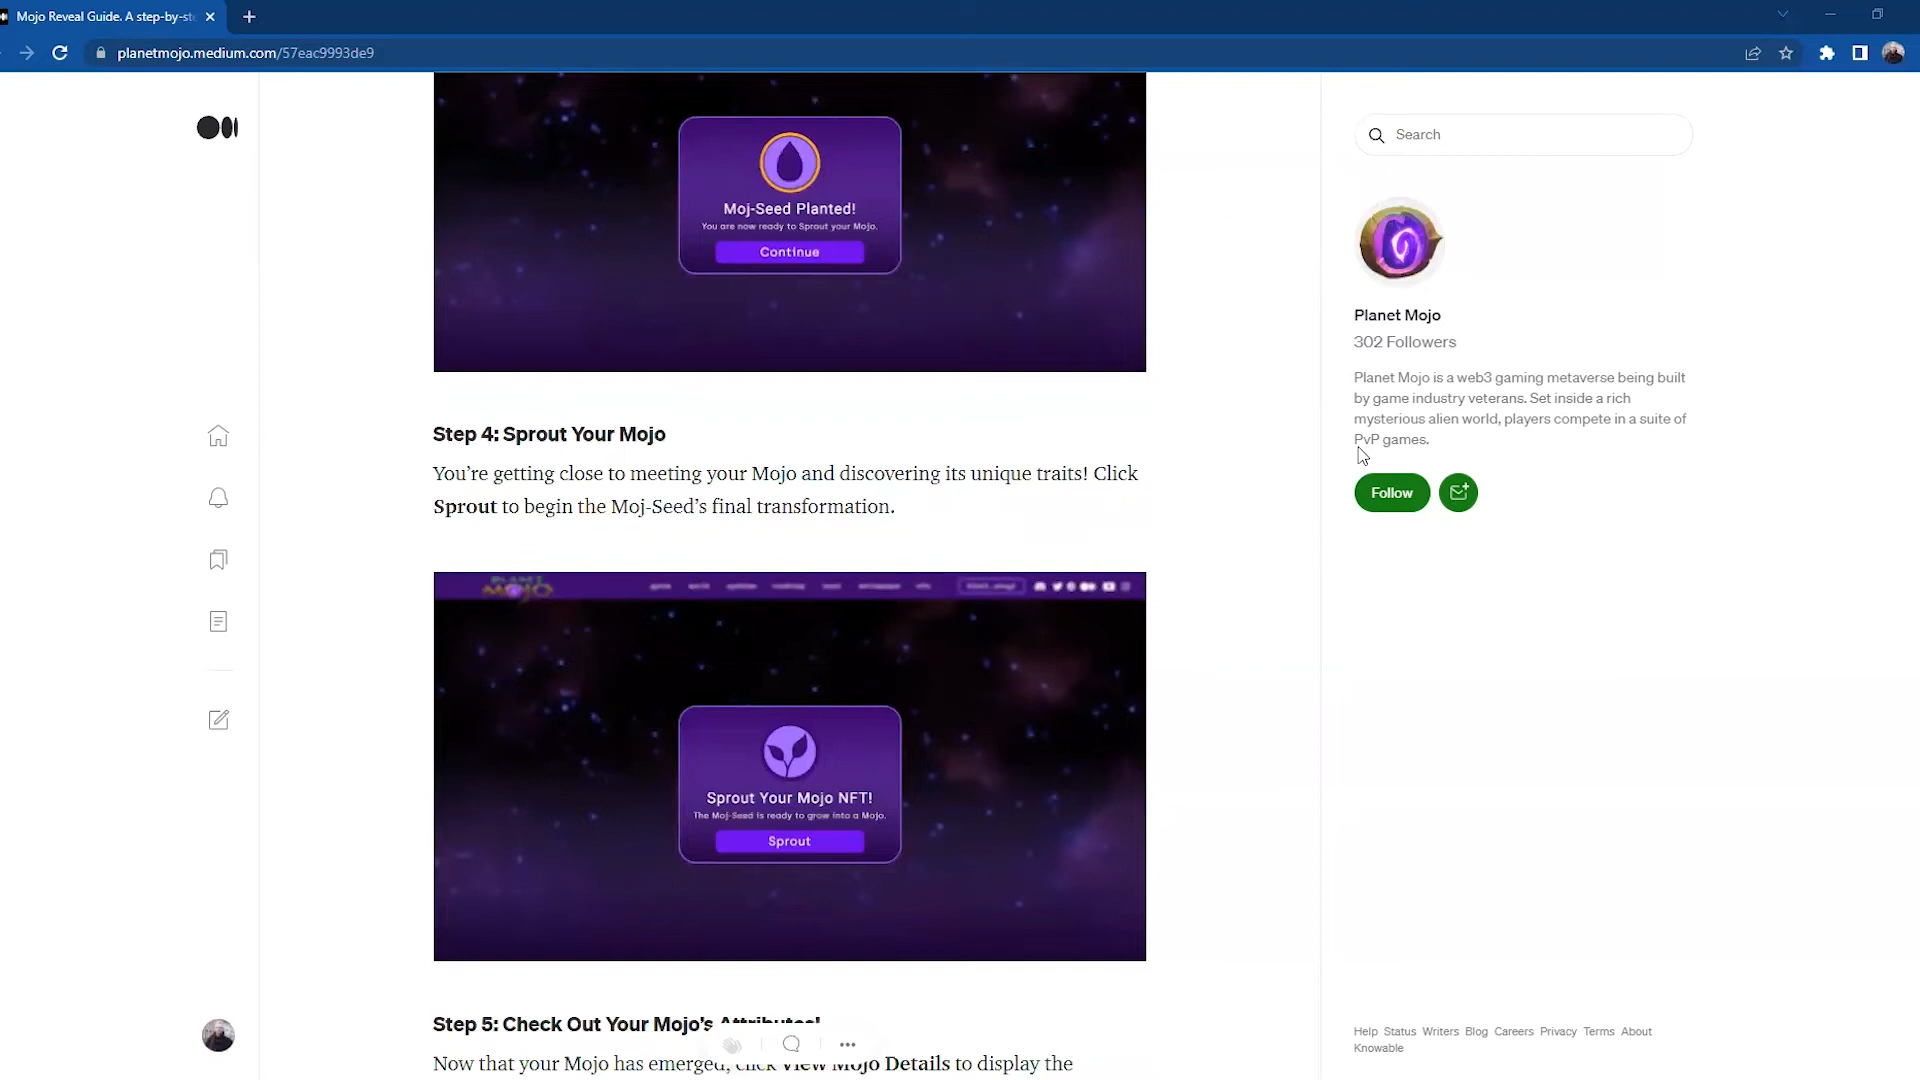 Mojo Reveal Guide. A step-by-st
planetmojo.medium.com/57eac9993de9
Moj-Seed Planted!
You are now ready to Sprout your Mojo.
Continue
Step 4: Sprout Your Mojo
You’re getting close to meeting your Mojo and discovering its unique traits! Click
Sprout to begin the Moj-Seed’s final transformation.
PLANET
MOJO
Sprout Your Mojo NFT!
The Moj-Seed is ready to grow into a Mojo.
Sprout
Step 5: Check Out Your Mojo’s Attributes!
Now that your Mojo has emerged, click View Mojo Details to display the
Search
Planet Mojo
302 Followers
Planet Mojo is a web3 gaming metaverse being built
by game industry veterans. Set inside a rich
mysterious alien world, players compete in a suite of
PvP games.
Follow
Help Status Writers Blog Careers Privacy Terms About
Knowable